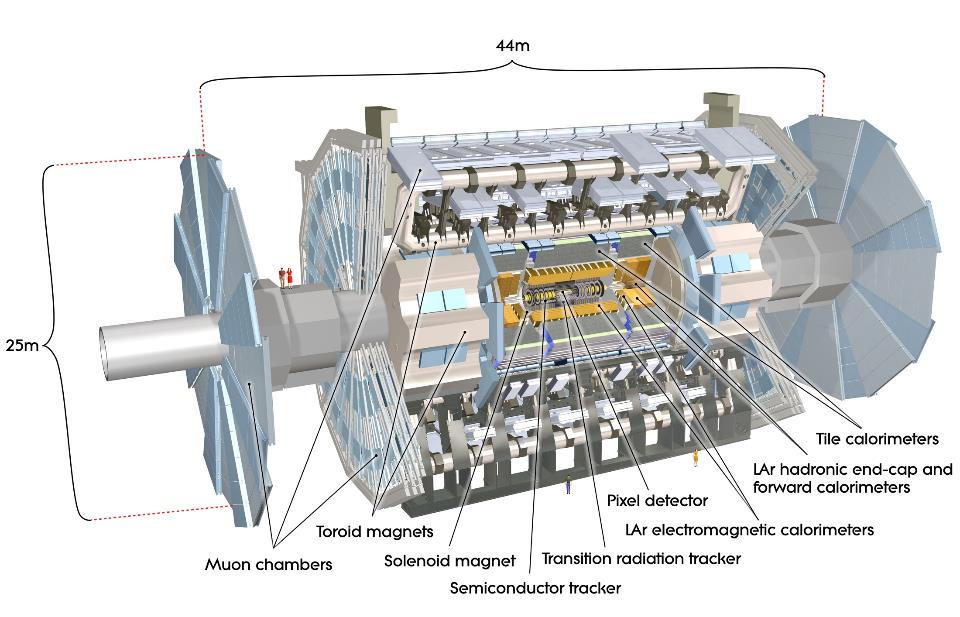 44m
25m
Tile calorimeters
LAr hadronic end-cap and
forward calorimeters
Pixel detector
LAr electromagnetic calorimeters
Toroid magnets
Solenoid magnet
Transition radiation tracker
Muon chambers
Semiconductor tracker